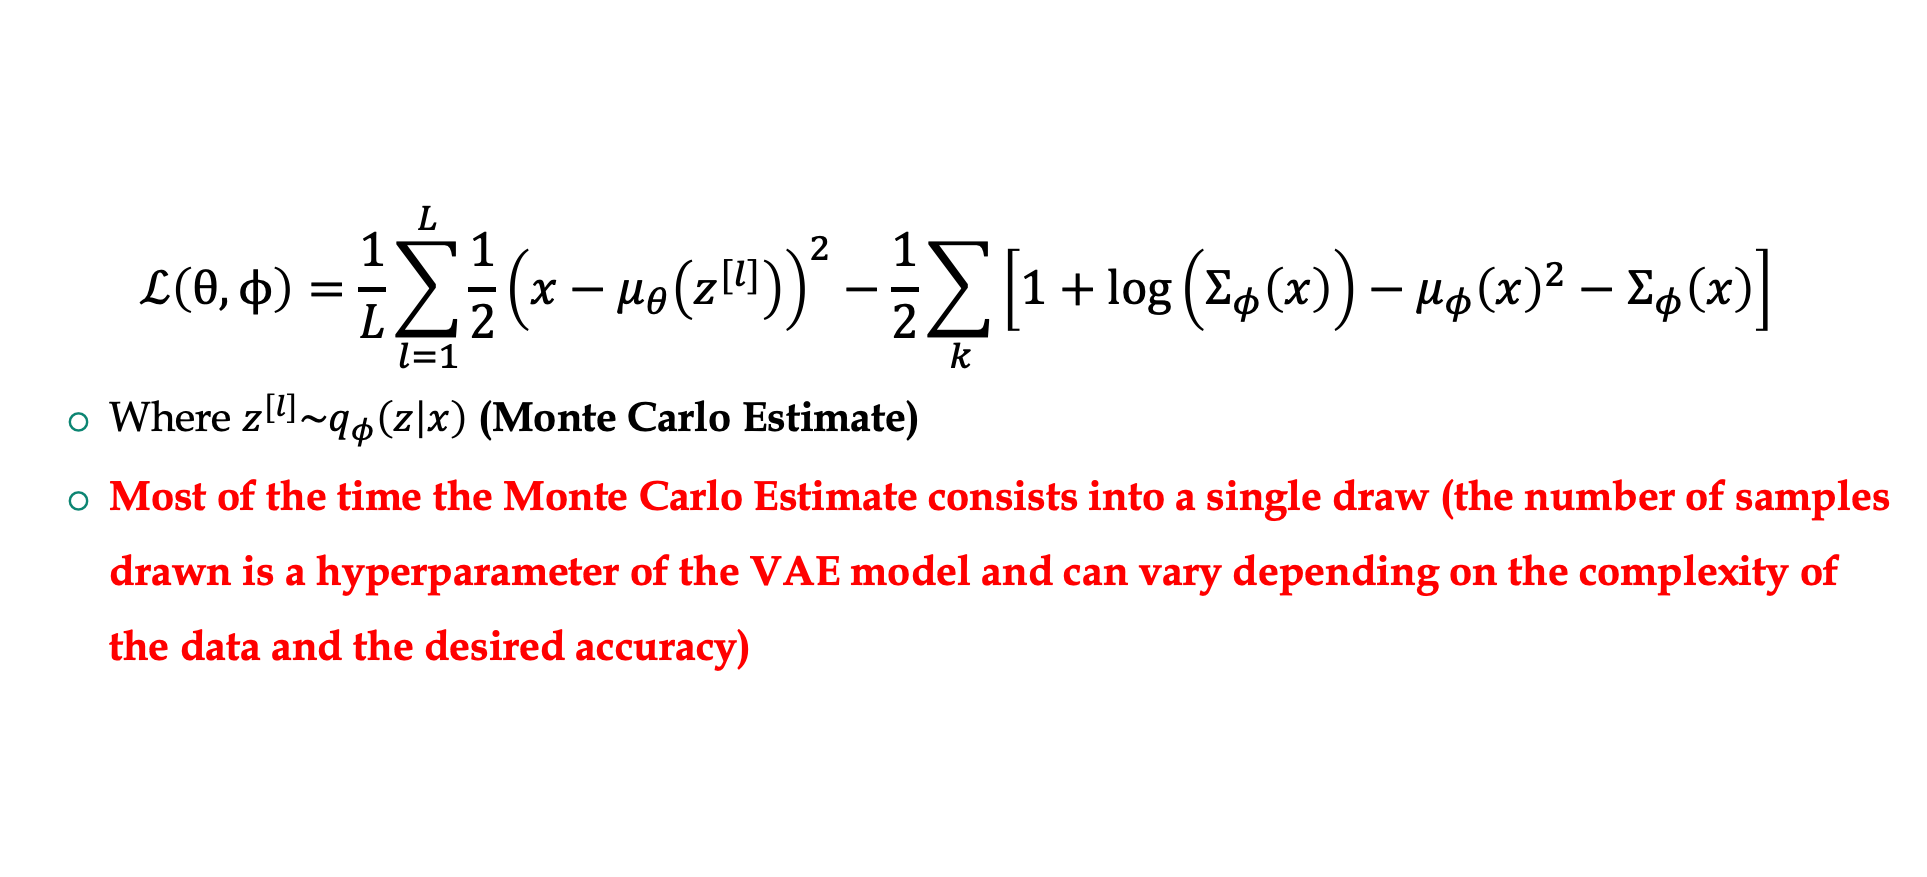 ℒ(θ, ϕ) = 1/L ∑_{l=1}^{L} 1/2 (x − μ_θ(z^{[l]}))² − 1/2 ∑_k [1 + log(Σ_ϕ(x)) − μ_ϕ(x)² − Σ_ϕ(x)]
○ Where z^{[l]}~q_ϕ(z|x) (Monte Carlo Estimate)
○ Most of the time the Monte Carlo Estimate consists into a single draw (the number of samples
drawn is a hyperparameter of the VAE model and can vary depending on the complexity of
the data and the desired accuracy)